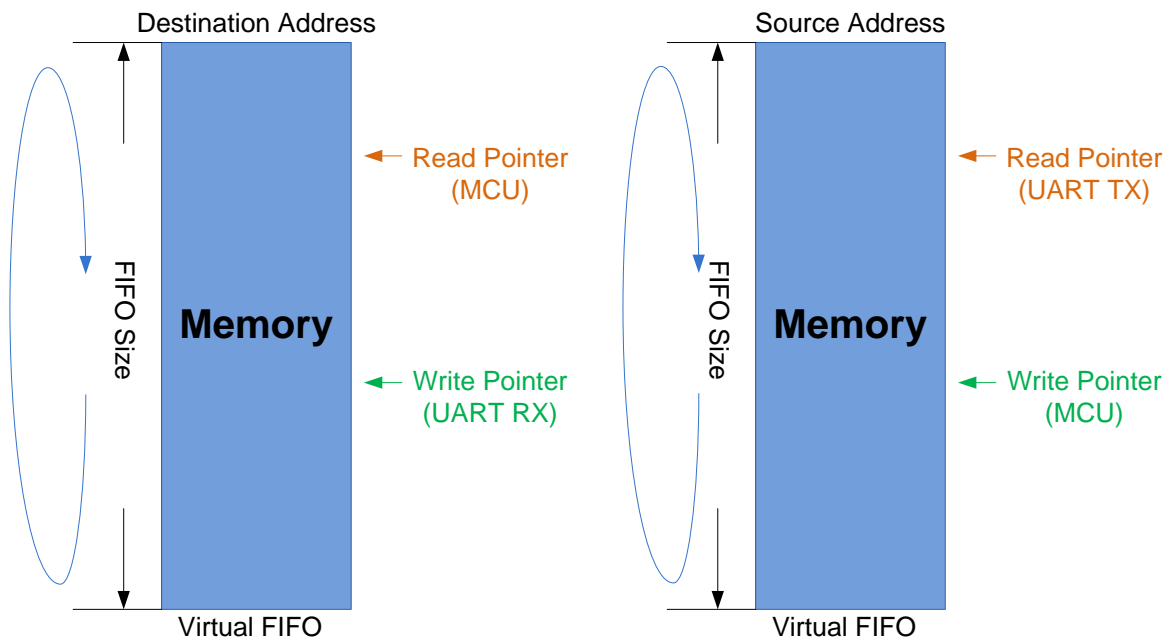 Destination Address
Read Pointer
(MCU)
FIFO Size
Memory
Write Pointer
(UART RX)
Virtual FIFO
Source Address
Read Pointer
(UART TX)
FIFO Size
Memory
Write Pointer
(MCU)
Virtual FIFO